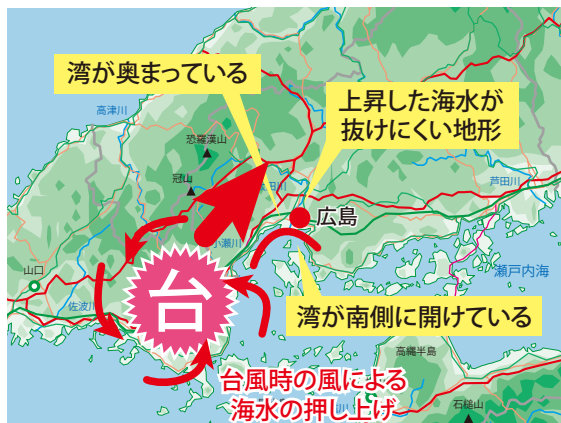 湾が奥まっている
上昇した海水が
抜けにくい地形
高津川
恐羅漢山
冠山
太田川
芦田川
広島
小瀬川
山口
台
瀬戸内海
佐波川
湾が南側に開けている
高縄半島
台風時の風による
海水の押し上げ
石鎚山